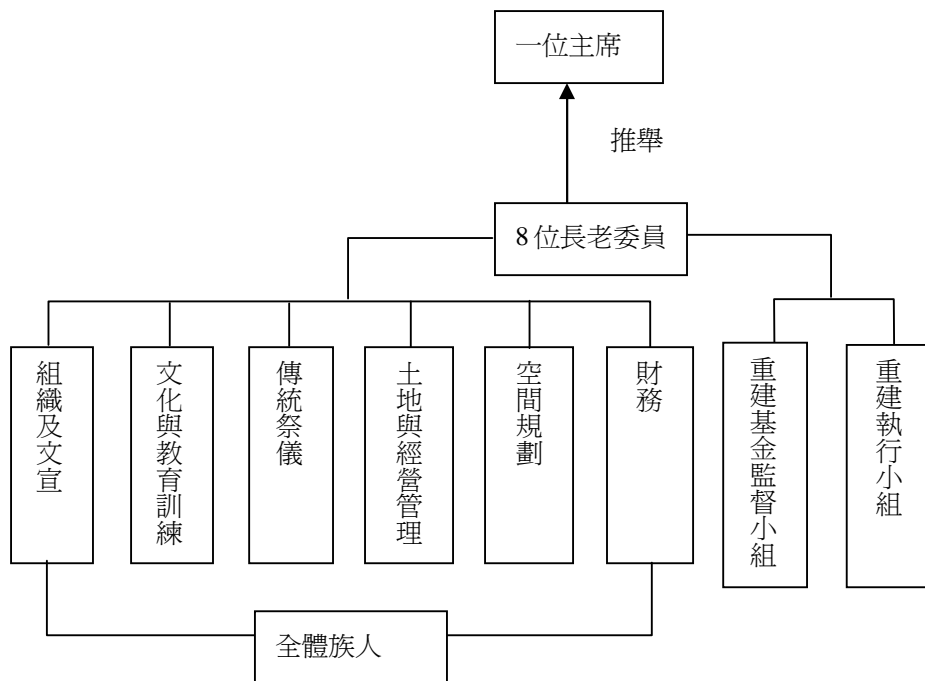 一位主席
推舉
8位長老委員
組織及文宣
文化與教育訓練
傳統祭儀
土地與經營管理
空間規劃
財務
重建基金監督小組
重建執行小組
全體族人